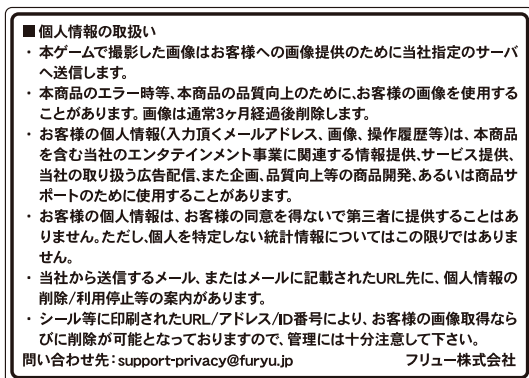 ■個人情報の取扱い
・本ゲームで撮影した画像はお客様への画像提供のために当社指定のサーバ
へ送信します。
・本商品のエラー時等、本商品の品質向上のために、お客様の画像を使用する
ことがあります。画像は通常3ヶ月経過後削除します。
・お客様の個人情報(入力頂くメールアドレス、画像、操作履歴等)は、本商品
を含む当社のエンタテインメント事業に関連する情報提供、サービス提供、
当社の取り扱う広告配信、また企画、品質向上等の商品開発、あるいは商品サ
ポートのために使用することがあります。
・お客様の個人情報は、お客様の同意を得ないで第三者に提供することはあ
りません。ただし、個人を特定しない統計情報についてはこの限りではありま
せん。
・当社から送信するメール、またはメールに記載されたURL先に、個人情報の
削除/利用停止等の案内があります。
・シール等に印刷されたURL/アドレス/ID番号により、お客様の画像取得なら
びに削除が可能となっておりますので、管理には十分注意して下さい。
問い合わせ先:support-privacy@furyu.jp フリュー株式会社